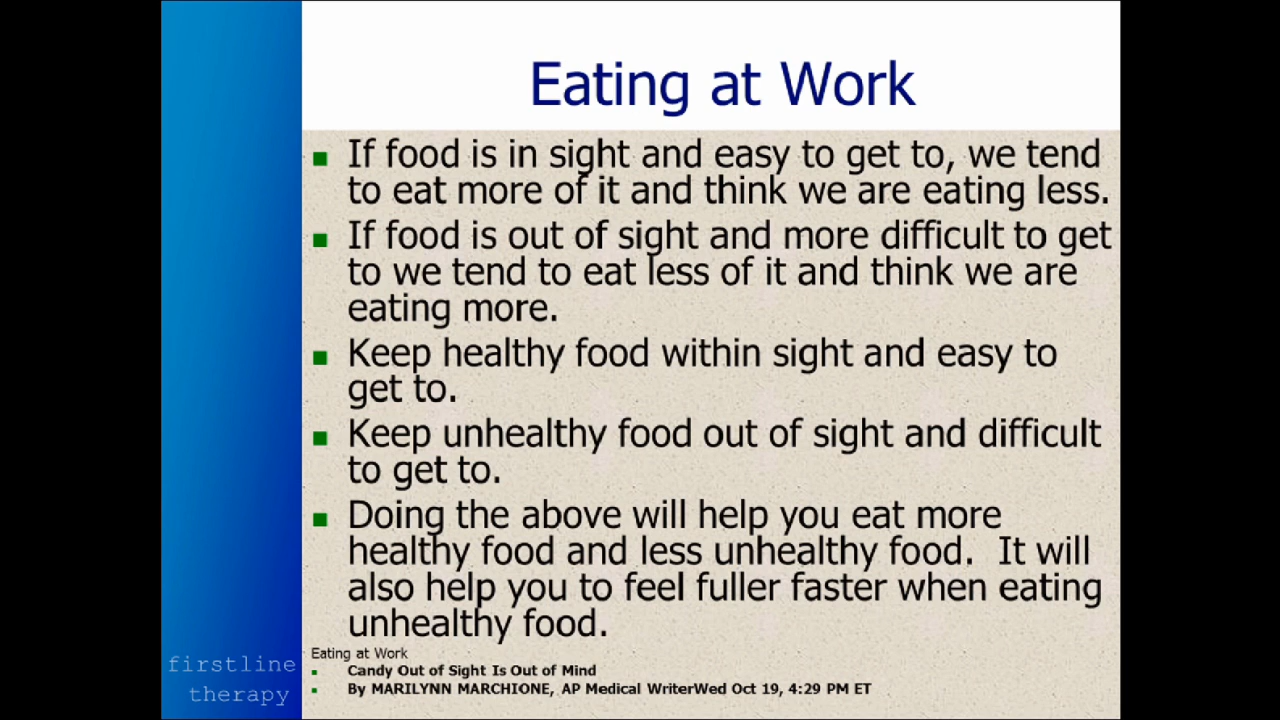 Eating at Work
If food is in sight and easy to get to, we tend
to eat more of it and think we are eating less.
If food is out of sight and more difficult to get
to we tend to eat less of it and think we are
eating more.
Keep healthy food within sight and easy to
get to.
Keep unhealthy food out of sight and difficult
to get to.
Doing the above will help you eat more
healthy food and less unhealthy food. It will
also help you to feel fuller faster when eating
unhealthy food.
Eating at Work
Candy Out of Sight Is Out of Mind
By MARILYNN MARCHIONE, AP Medical WriterWed Oct 19, 4:29 PM ET
firstline
therapy